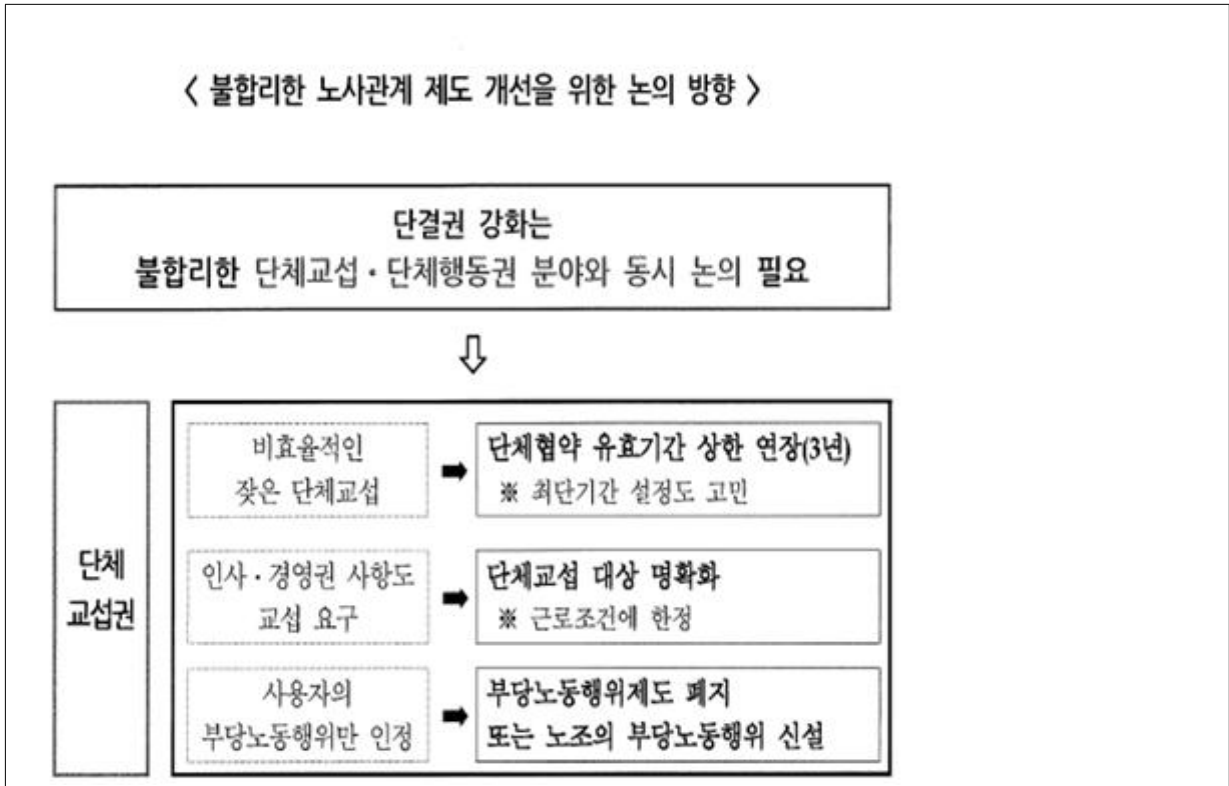 < 불합리한 노사관계 제도 개선을 위한 논의 방향 >
단결권 강화는
불합리한 단체교섭·단체행동권 분야와 동시 논의 필요
⇩
단체
교섭권
비효율적인
잦은 단체교섭
➡
단체협약 유효기간 상한 연장(3년)
※ 최단기간 설정도 고민
인사·경영권 사항도
교섭 요구
➡
단체교섭 대상 명확화
※ 근로조건에 한정
사용자의
부당노동행위만 인정
➡
부당노동행위제도 폐지
또는 노조의 부당노동행위 신설